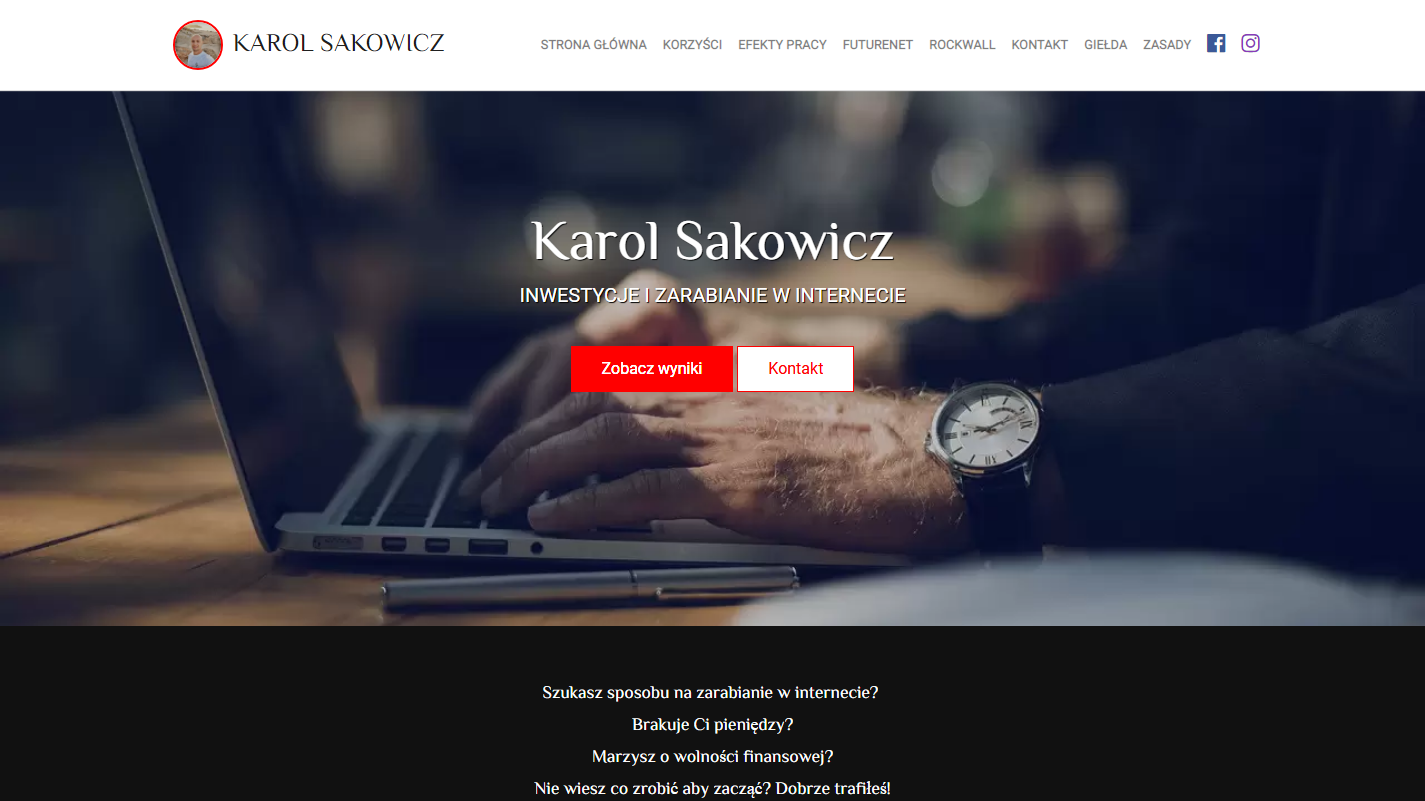 KAROL SAKOWICZ
STRONA GŁÓWNA KORZYŚCI EFEKTY PRACY FUTURENET ROCKWALL KONTAKT GIEŁDA ZASADY
Karol Sakowicz
INWESTYCJE I ZARABIANIE W INTERNECIE
Zobacz wyniki Kontakt
Szukasz sposobu na zarabianie w internecie?
Brakuje Ci pieniędzy?
Marzysz o wolności finansowej?
Nie wiesz co zrobić aby zacząć? Dobrze trafiłeś!